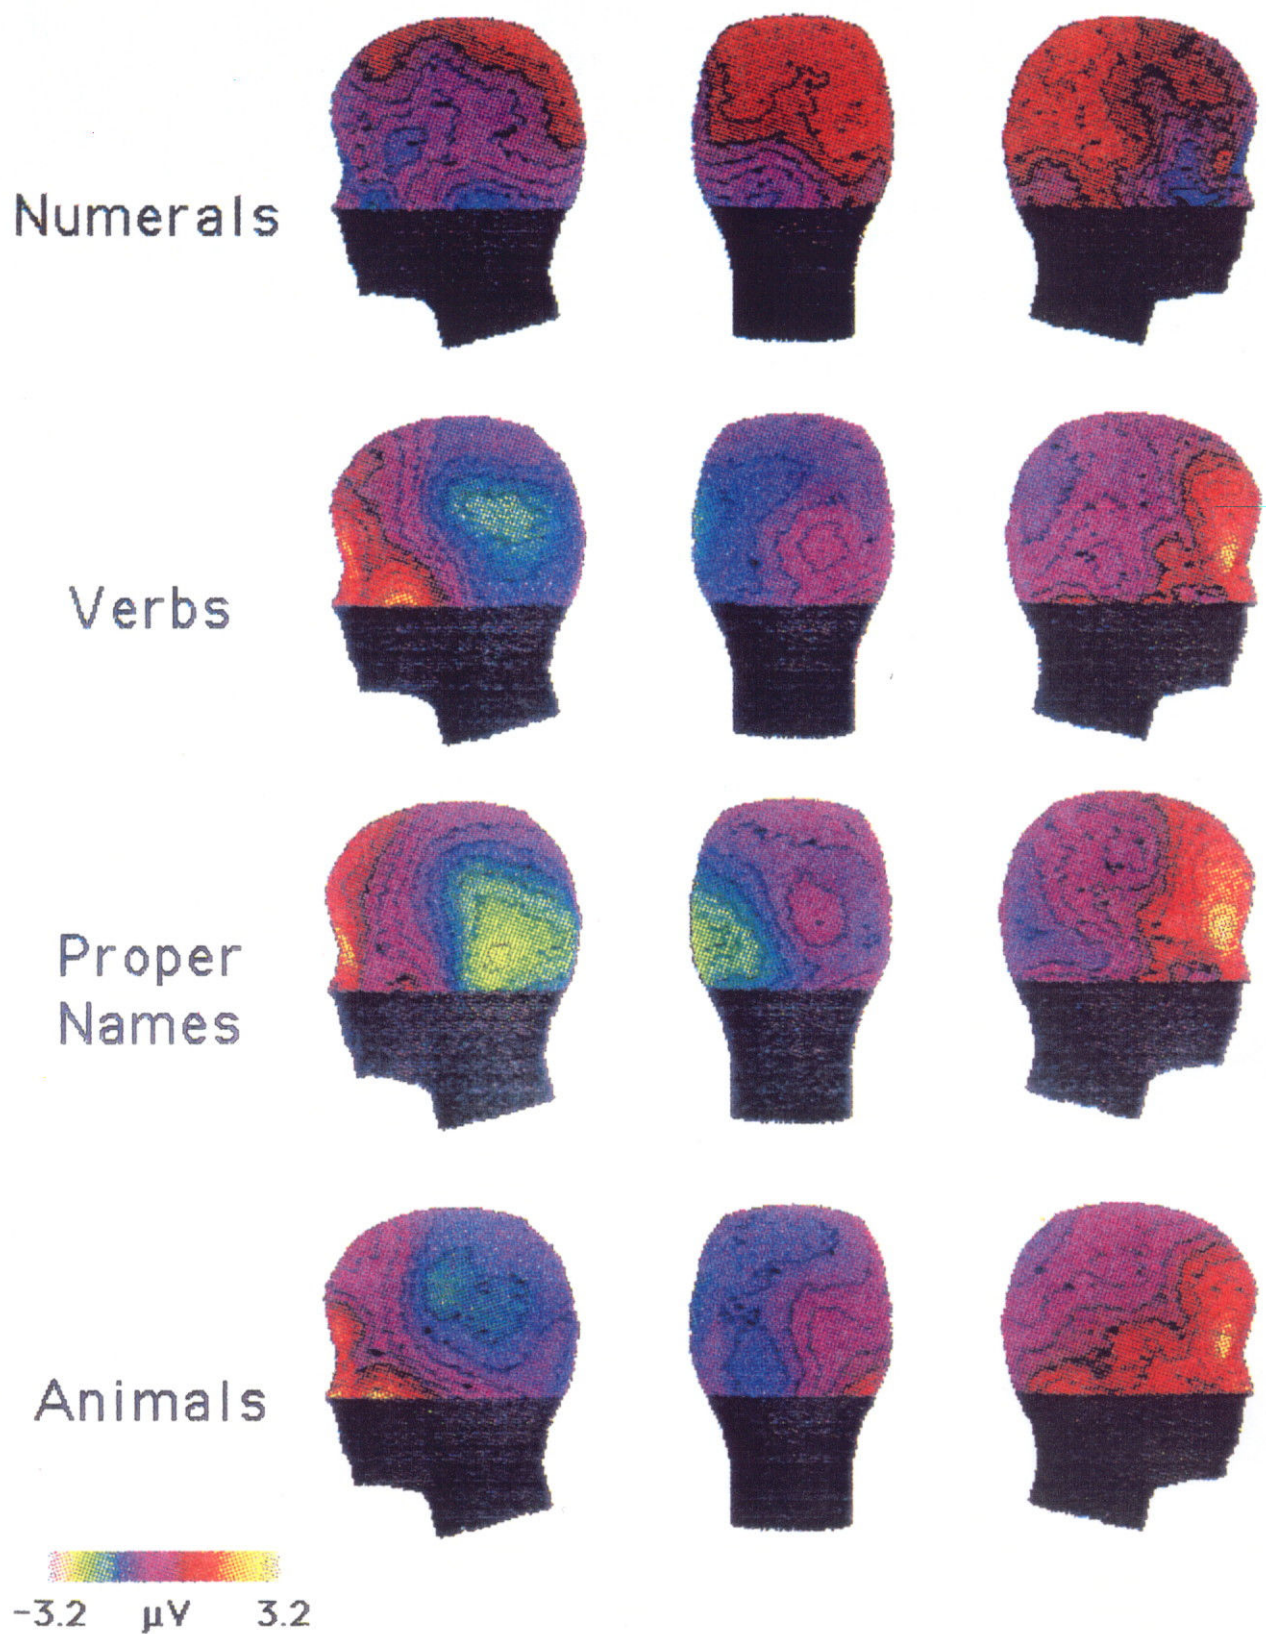 Numerals
Verbs
Proper
Names
Animals
-3.2 μV 3.2